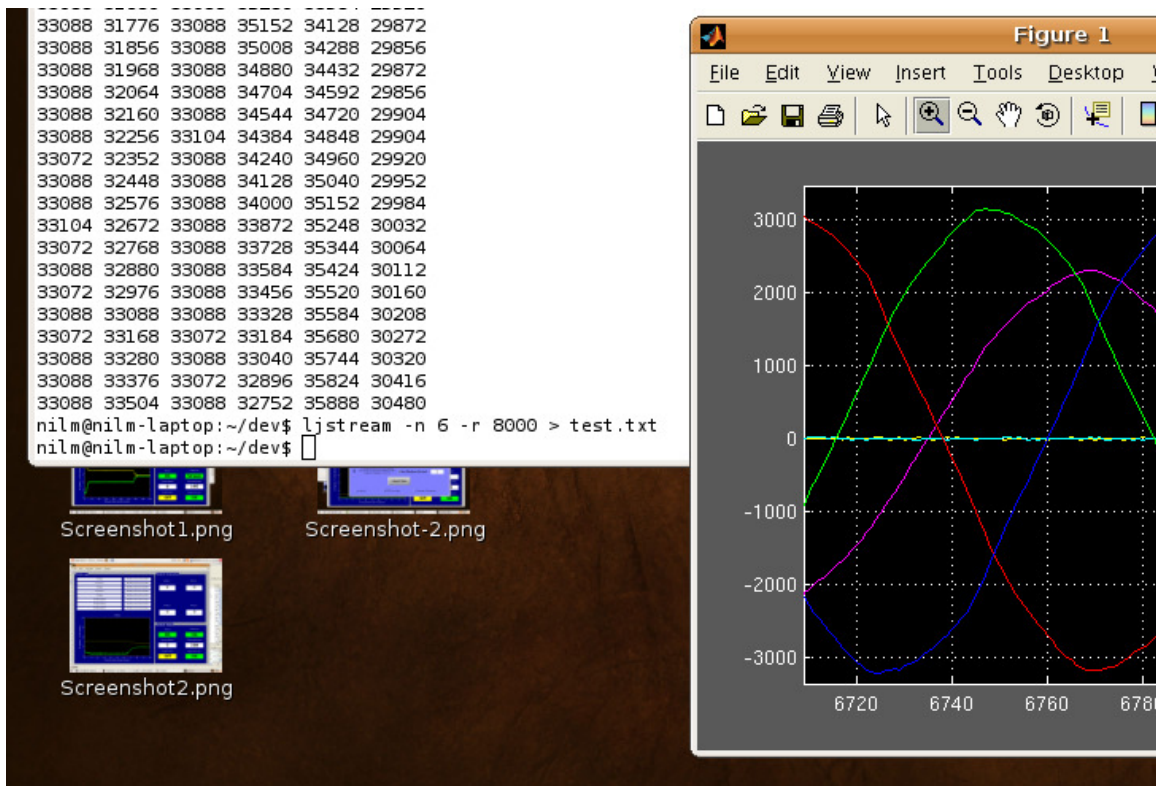 33088 31776 33088 35152 34128 29872
33088 31856 33088 35008 34288 29856
33088 31968 33088 34880 34432 29872
33088 32064 33088 34704 34592 29856
33088 32160 33088 34544 34720 29904
33088 32256 33104 34384 34848 29904
33072 32352 33088 34240 34960 29920
33088 32448 33088 34128 35040 29952
33088 32576 33088 34000 35152 29984
33104 32672 33088 33872 35248 30032
33072 32768 33088 33728 35344 30064
33088 32880 33088 33584 35424 30112
33072 32976 33088 33456 35520 30160
33088 33088 33088 33328 35584 30208
33072 33168 33072 33184 35680 30272
33088 33280 33088 33040 35744 30320
33088 33376 33072 32896 35824 30416
33088 33504 33088 32752 35888 30480
nilm@nilm-laptop:~/dev$ ljstream -n 6 -r 8000 > test.txt
nilm@nilm-laptop:~/dev$
Screenshot1.png Screenshot-2.png
Screenshot2.png
Figure 1
File Edit View Insert Tools Desktop
3000
2000
1000
0
-1000
-2000
-3000
6720 6740 6760 678